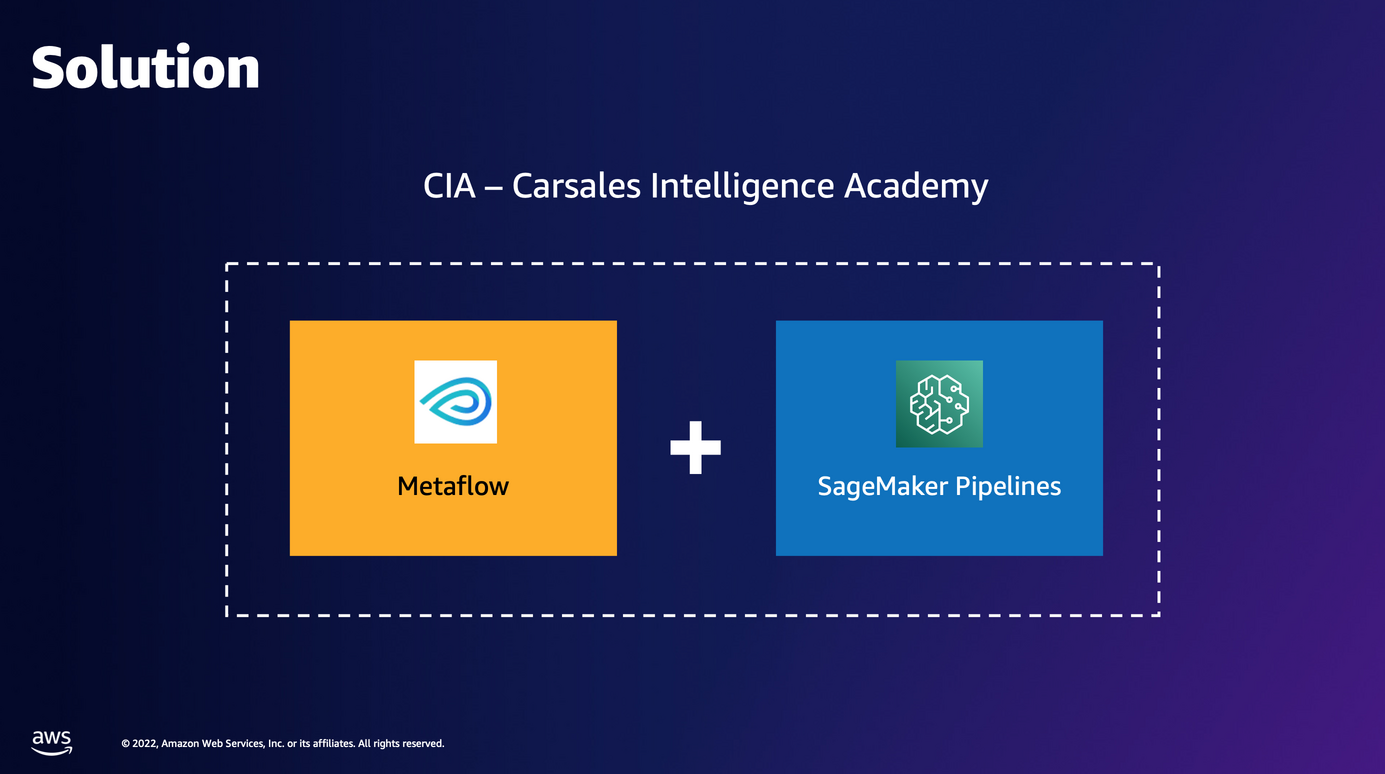 Solution
CIA – Carsales Intelligence Academy
Metaflow
SageMaker Pipelines
aws
© 2022, Amazon Web Services, Inc. or its affiliates. All rights reserved.